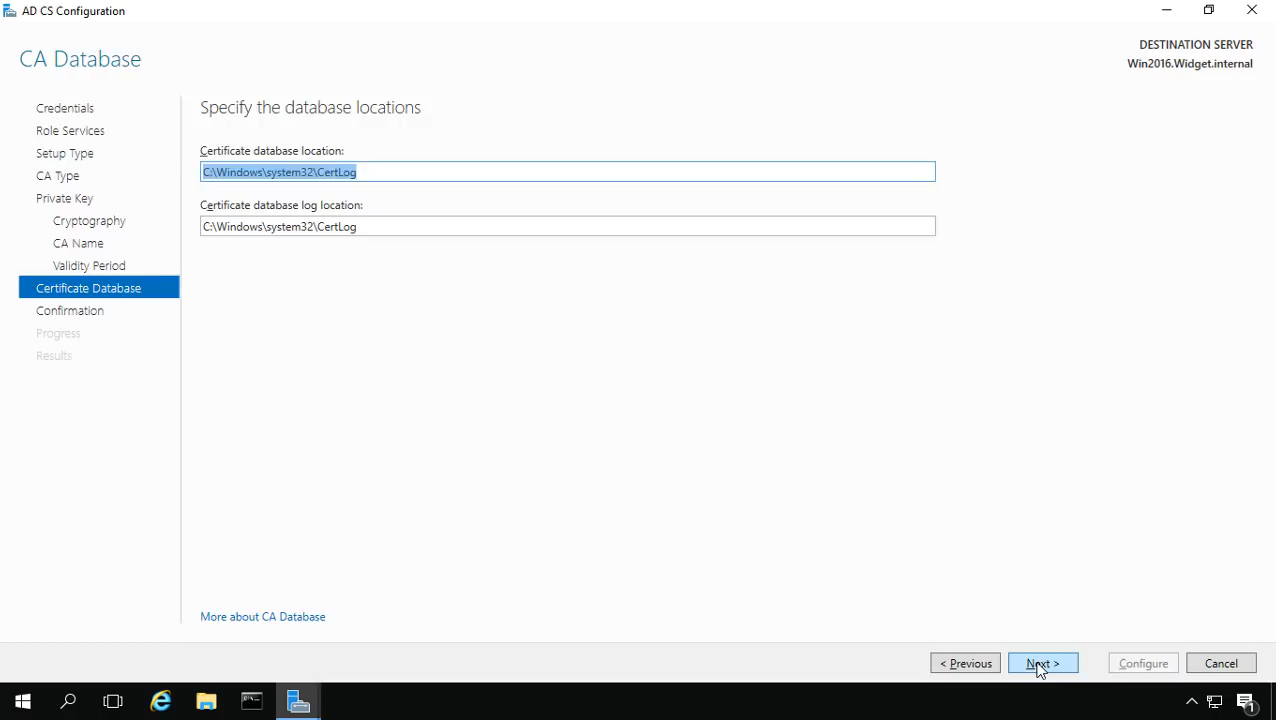 AD CS Configuration
CA Database
DESTINATION SERVER
Win2016.Widget.internal
Credentials
Role Services
Setup Type
CA Type
Private Key
Cryptography
CA Name
Validity Period
Certificate Database
Confirmation
Progress
Results
Specify the database locations
Certificate database location:
C:\Windows\system32\CertLog
Certificate database log location:
C:\Windows\system32\CertLog
More about CA Database
< Previous
Next >
Configure
Cancel
1